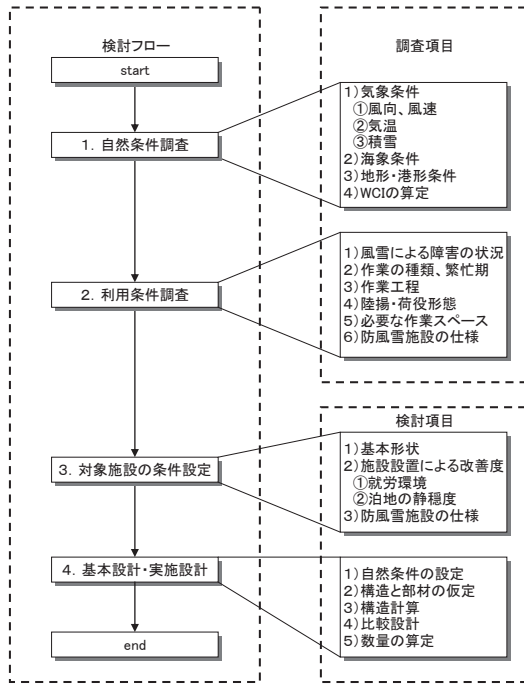 検討フロー
start
1．自然条件調査
2．利用条件調査
3．対象施設の条件設定
4．基本設計・実施設計
end
調査項目
1）気象条件
①風向、風速
②気温
③積雪
2）海象条件
3）地形・港形条件
4）WCIの算定
1）風雪による障害の状況
2）作業の種類、繁忙期
3）作業工程
4）陸揚・荷役形態
5）必要な作業スペース
6）防風雪施設の仕様
検討項目
1）基本形状
2）施設設置による改善度
①就労環境
②泊地の静穏度
3）防風雪施設の仕様
1）自然条件の設定
2）構造と部材の仮定
3）構造計算
4）比較設計
5）数量の算定